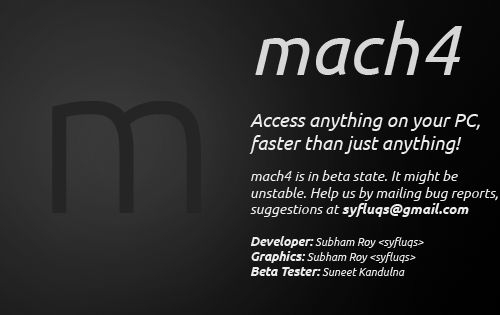 m
mach4
Access anything on your PC,
faster than just anything!
mach4 is in beta state. It might be
unstable. Help us by mailing bug reports,
suggestions at syfluqs@gmail.com
Developer: Subham Roy <syfluqs>
Graphics: Subham Roy <syfluqs>
Beta Tester: Suneet Kandulna